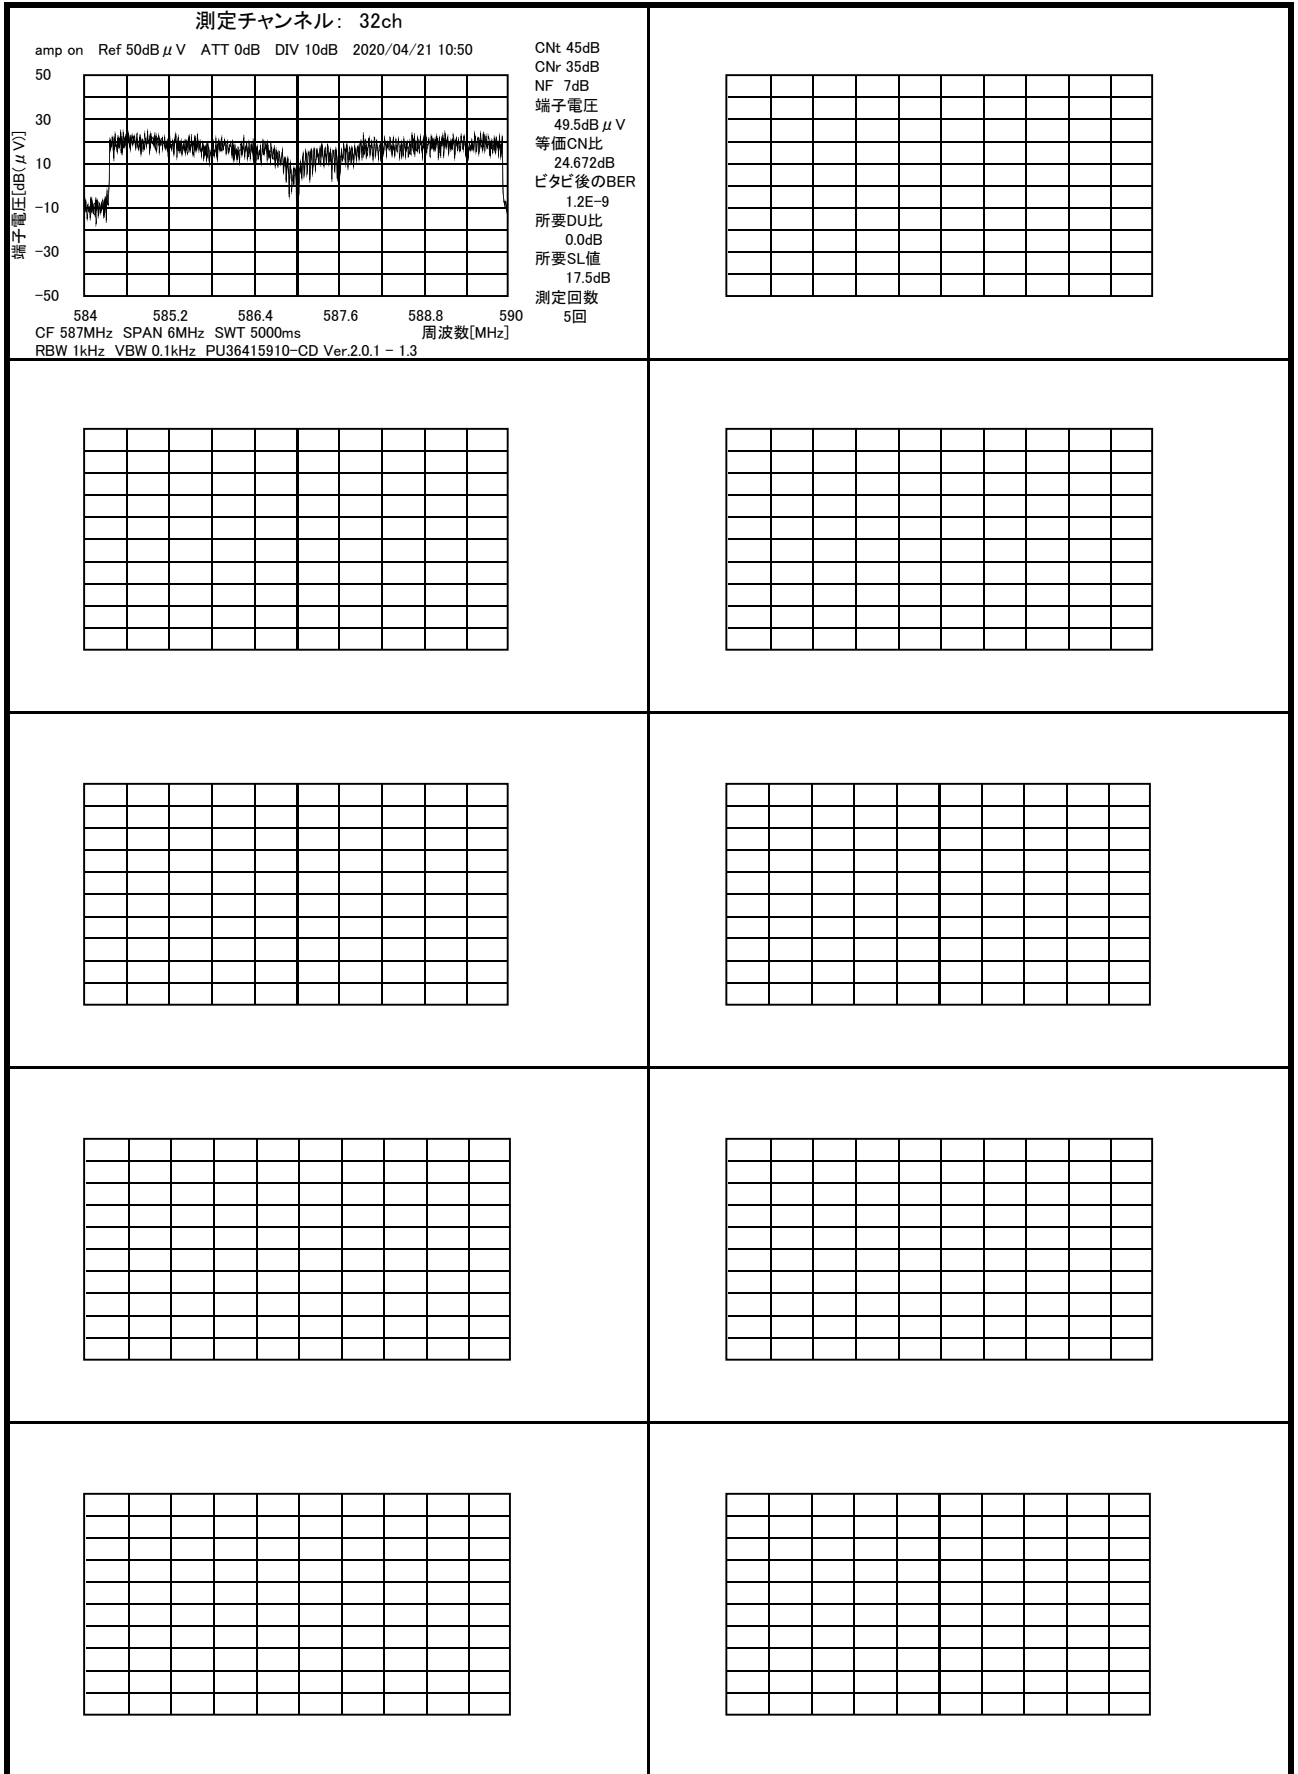 測定チャンネル： 32ch
amp on Ref 50dBμV ATT 0dB DIV 10dB 2020/04/21 10:50
CNt 45dB
CNr 35dB
NF 7dB
端子電圧
49.5dBμV
等価CN比
24.672dB
ビタビ後のBER
1.2E-9
所要DU比
0.0dB
所要SL値
17.5dB
測定回数
5回
端子電圧[dB(μV)]
50
30
10
-10
-30
-50
584 585.2 586.4 587.6 588.8 590
CF 587MHz SPAN 6MHz SWT 5000ms 周波数[MHz]
RBW 1kHz VBW 0.1kHz PU36415910-CD Ver.2.0.1 - 1.3